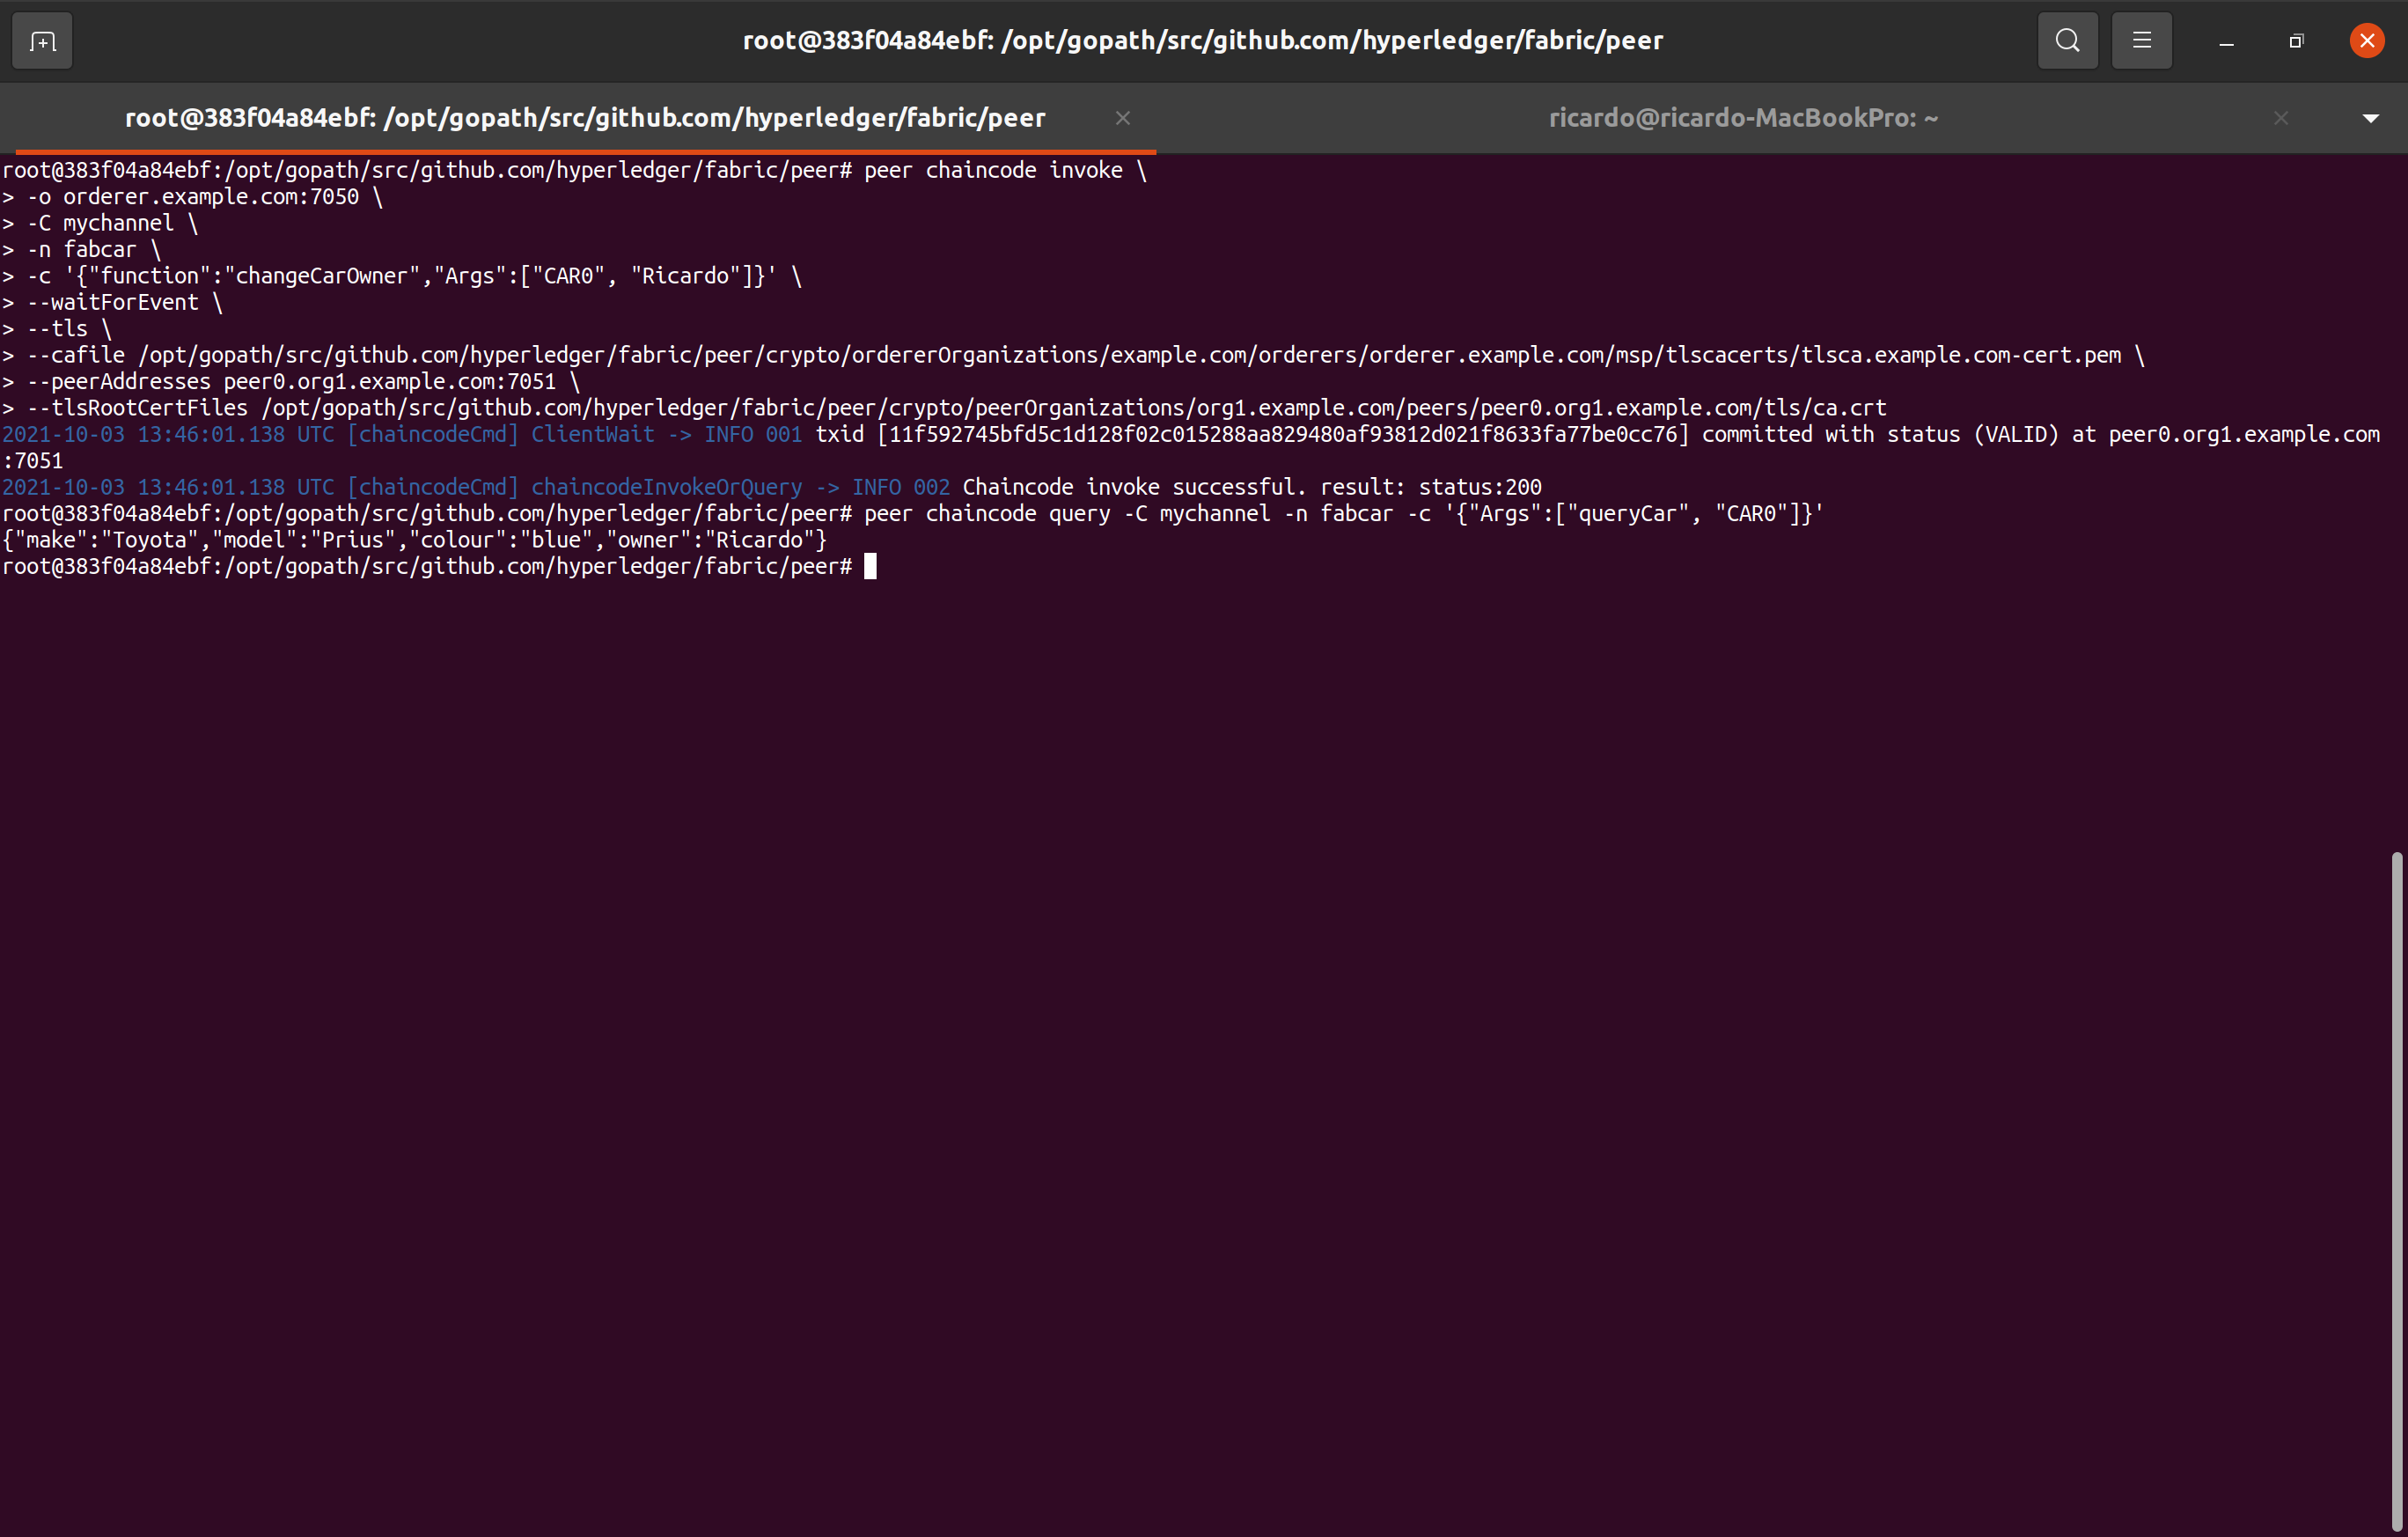 root@383f04a84ebf: /opt/gopath/src/github.com/hyperledger/fabric/peer
root@383f04a84ebf: /opt/gopath/src/github.com/hyperledger/fabric/peer
ricardo@ricardo-MacBookPro: ~
root@383f04a84ebf:/opt/gopath/src/github.com/hyperledger/fabric/peer# peer chaincode invoke \
> -o orderer.example.com:7050 \
> -C mychannel \
> -n fabcar \
> -c '{"function":"changeCarOwner","Args":["CAR0", "Ricardo"]}' \
> --waitForEvent \
> --tls \
> --cafile /opt/gopath/src/github.com/hyperledger/fabric/peer/crypto/ordererOrganizations/example.com/orderers/orderer.example.com/msp/tlscacerts/tlsca.example.com-cert.pem \
> --peerAddresses peer0.org1.example.com:7051 \
> --tlsRootCertFiles /opt/gopath/src/github.com/hyperledger/fabric/peer/crypto/peerOrganizations/org1.example.com/peers/peer0.org1.example.com/tls/ca.crt
2021-10-03 13:46:01.138 UTC [chaincodeCmd] ClientWait -> INFO 001 txid [11f592745bfd5c1d128f02c015288aa829480af93812d021f8633fa77be0cc76] committed with status (VALID) at peer0.org1.example.com
:7051
2021-10-03 13:46:01.138 UTC [chaincodeCmd] chaincodeInvokeOrQuery -> INFO 002 Chaincode invoke successful. result: status:200
root@383f04a84ebf:/opt/gopath/src/github.com/hyperledger/fabric/peer# peer chaincode query -C mychannel -n fabcar -c '{"Args":["queryCar", "CAR0"]}'
{"make":"Toyota","model":"Prius","colour":"blue","owner":"Ricardo"}
root@383f04a84ebf:/opt/gopath/src/github.com/hyperledger/fabric/peer#